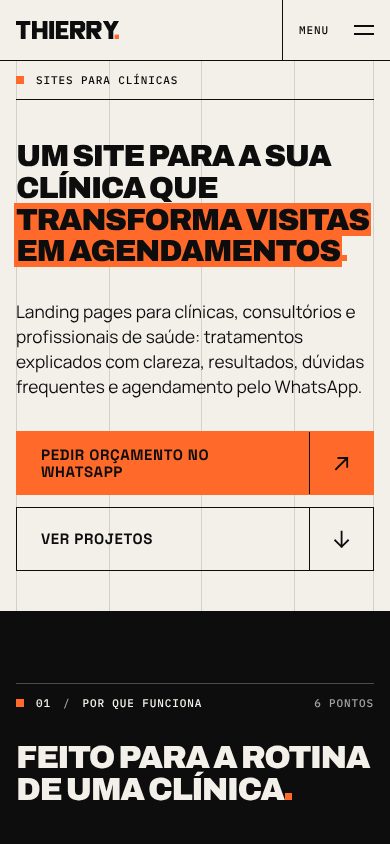 THIERRY.
MENU
SITES PARA CLÍNICAS
UM SITE PARA A SUA
CLÍNICA QUE
TRANSFORMA VISITAS
EM AGENDAMENTOS.
Landing pages para clínicas, consultórios e
profissionais de saúde: tratamentos
explicados com clareza, resultados, dúvidas
frequentes e agendamento pelo WhatsApp.
PEDIR ORÇAMENTO NO
WHATSAPP
VER PROJETOS
01 / POR QUE FUNCIONA
6 PONTOS
FEITO PARA A ROTINA
DE UMA CLÍNICA.